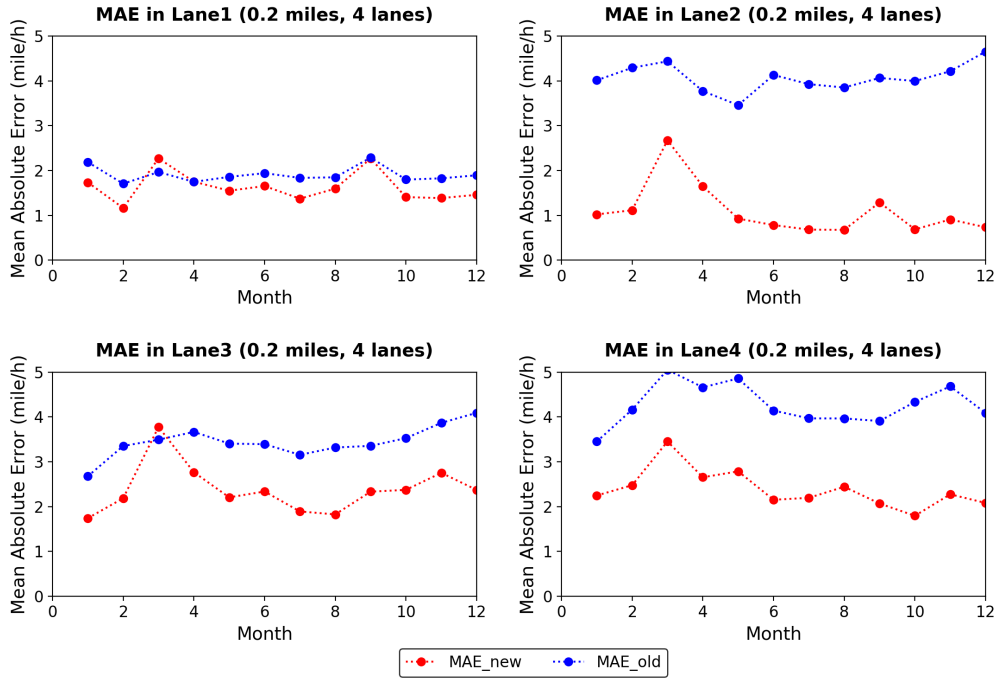 MAE in Lane1 (0.2 miles, 4 lanes)
Mean Absolute Error (mile/h)
5
4
3
2
1
0
0 2 4 6 8 10 12
Month
MAE in Lane2 (0.2 miles, 4 lanes)
Mean Absolute Error (mile/h)
5
4
3
2
1
0
0 2 4 6 8 10 12
Month
MAE in Lane3 (0.2 miles, 4 lanes)
Mean Absolute Error (mile/h)
5
4
3
2
1
0
0 2 4 6 8 10 12
Month
MAE in Lane4 (0.2 miles, 4 lanes)
Mean Absolute Error (mile/h)
5
4
3
2
1
0
0 2 4 6 8 10 12
Month
MAE_new MAE_old